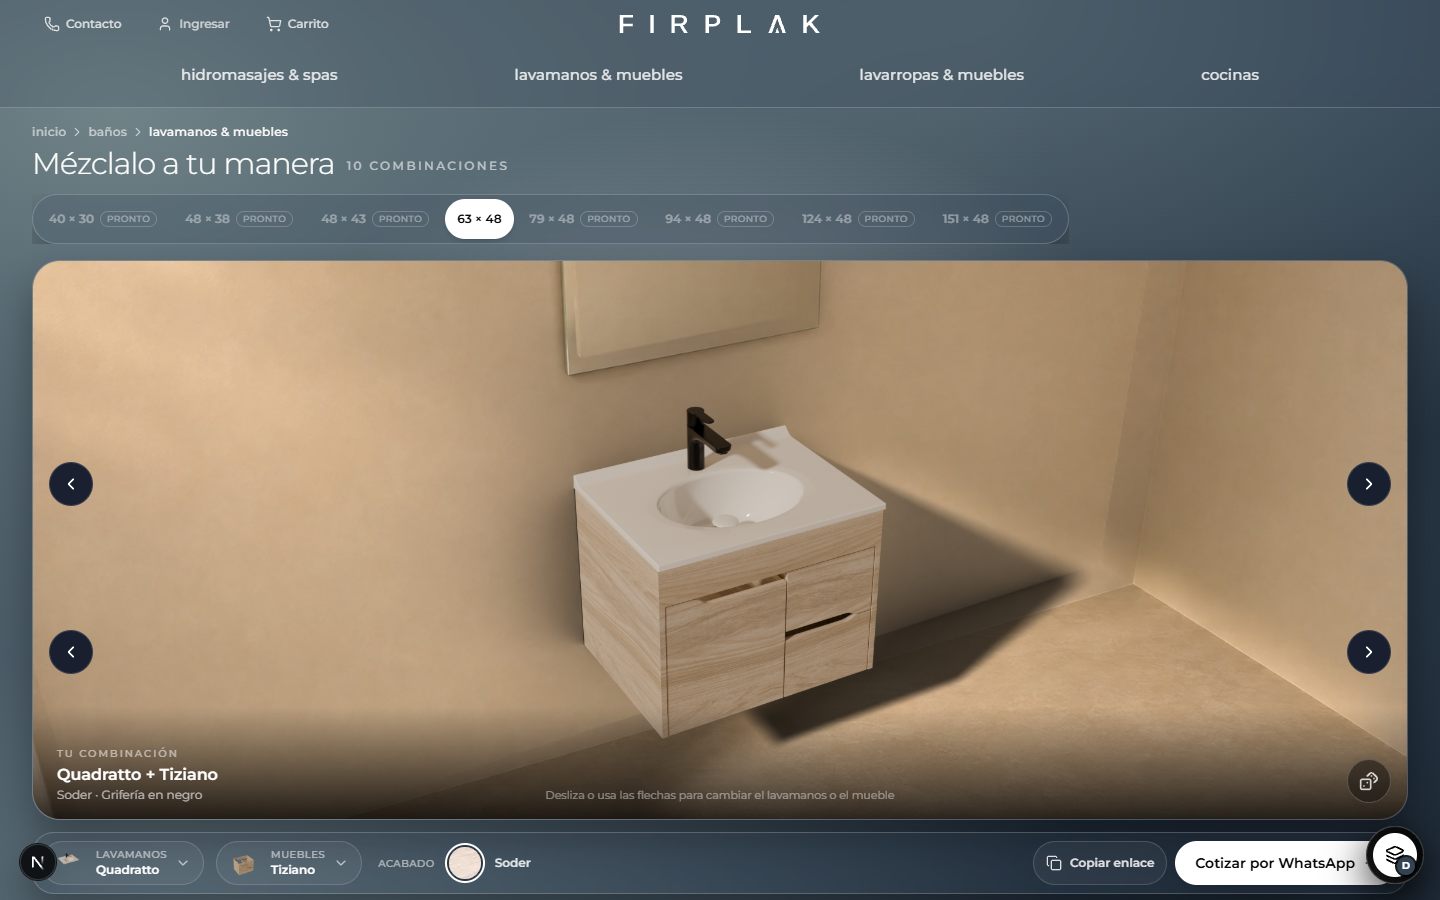 Contacto
Ingresar
Carrito
FIRPLAK
hidromasajes & spas
lavamanos & muebles
lavarropas & muebles
cocinas
inicio > baños > lavamanos & muebles
Mézclalo a tu manera 10 COMBINACIONES
40 × 30 PRONTO 48 × 38 PRONTO 48 × 43 PRONTO 63 × 48 79 × 48 PRONTO 94 × 48 PRONTO 124 × 48 PRONTO 151 × 48 PRONTO
TU COMBINACIÓN
Quadratto + Tiziano
Soder · Grifería en negro
Desliza o usa las flechas para cambiar el lavamanos o el mueble
N
LAVAMANOS
Quadratto
MUEBLES
Tiziano
ACABADO
Soder
Copiar enlace
Cotizar por WhatsApp
D